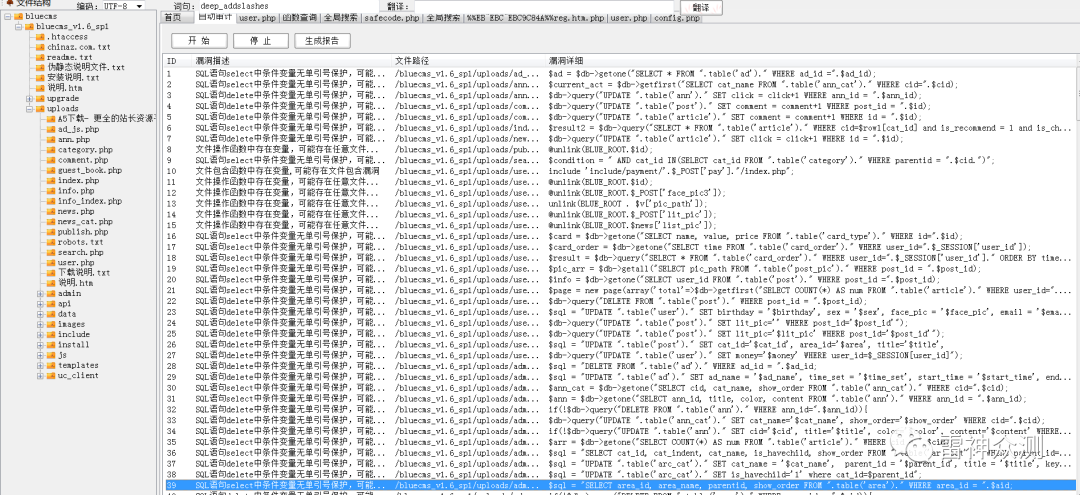 文件结构
编码: UTF-8
词句: deep_addslashes
翻译:
翻译
首页
自动审计
user.php
函数查询
全局搜索
safecode.php
全局搜索
user.php
config.php
bluecms
bluecms_v1.6_sp1
.htaccess
chinaz.com.txt
readme.txt
伪静态说明文件.txt
安装说明.txt
说明.htm
upgrade
uploads
A5下载- 更全的站长资源
ad_js.php
ann.php
category.php
comment.php
guest_book.php
index.php
info.php
info_index.php
news.php
news_cat.php
publish.php
robots.txt
search.php
user.php
下载说明.txt
说明.htm
admin
api
data
images
include
install
js
templates
uc_client
开 始
停 止
生成报告
ID 漏洞描述 文件路径 漏洞详细
1 SQL语句select中条件变量无单引号保护，可能... /bluecms_v1.6_sp1/uploads/ad_... $ad = $db->getone("SELECT * FROM ".table('ad')." WHERE ad_id =".$ad_id);
2 SQL语句select中条件变量无单引号保护，可能... /bluecms_v1.6_sp1/uploads/ann... $current_act = $db->getfirst("SELECT cat_name FROM ".table('ann_cat')." WHERE cid=".$cid);
3 SQL语句delete中条件变量无单引号保护，可能... /bluecms_v1.6_sp1/uploads/ann... $db->query("UPDATE ".table('ann')." SET click = click+1 WHERE ann_id = ".$ann_id);
4 SQL语句delete中条件变量无单引号保护，可能... /bluecms_v1.6_sp1/uploads/com... $db->query("UPDATE ".table('post')." SET comment = comment+1 WHERE post_id = ".$id);
5 SQL语句delete中条件变量无单引号保护，可能... /bluecms_v1.6_sp1/uploads/com... $db->query("UPDATE ".table('article')." SET comment = comment+1 WHERE id = ".$id);
6 SQL语句select中条件变量无单引号保护，可能... /bluecms_v1.6_sp1/uploads/ind... $result2 = $db->query("SELECT * FROM ".table('article')." WHERE cid=$row1[cat_id] and is_recommend = 1 and is_ch...
7 SQL语句delete中条件变量无单引号保护，可能... /bluecms_v1.6_sp1/uploads/new... $db->query("UPDATE ".table('article')." SET click = click+1 WHERE id = ".$id);
8 文件操作函数中存在变量，可能存在任意文件... /bluecms_v1.6_sp1/uploads/pub... @unlink(BLUE_ROOT.$id);
9 SQL语句select中条件变量无单引号保护，可能... /bluecms_v1.6_sp1/uploads/sea... $condition = " AND cat_id IN(SELECT cat_id FROM ".table('category')." WHERE parentid = ".$cid.")";
10 文件包含函数中存在变量,可能存在文件包含漏洞 /bluecms_v1.6_sp1/uploads/use... include 'include/payment/'.$_POST['pay']."/index.php";
11 文件操作函数中存在变量，可能存在任意文件... /bluecms_v1.6_sp1/uploads/use... @unlink(BLUE_ROOT.$id);
12 文件操作函数中存在变量，可能存在任意文件... /bluecms_v1.6_sp1/uploads/use... @unlink(BLUE_ROOT.$_POST['face_pic3']);
13 文件操作函数中存在变量，可能存在任意文件... /bluecms_v1.6_sp1/uploads/use... unlink(BLUE_ROOT . $v['pic_path']);
14 文件操作函数中存在变量，可能存在任意文件... /bluecms_v1.6_sp1/uploads/use... @unlink(BLUE_ROOT.$_POST['lit_pic']);
15 文件操作函数中存在变量，可能存在任意文件... /bluecms_v1.6_sp1/uploads/use... @unlink(BLUE_ROOT.$news['list_pic']);
16 SQL语句select中条件变量无单引号保护，可能... /bluecms_v1.6_sp1/uploads/use... $card = $db->getone("SELECT name, value, price FROM ".table('card_type')." WHERE id=".$id);
17 SQL语句select中条件变量无单引号保护，可能... /bluecms_v1.6_sp1/uploads/use... $card_order = $db->getone("SELECT time FROM ".table('card_order')." WHERE user_id=".$_SESSION['user_id']);
18 SQL语句select中条件变量无单引号保护，可能... /bluecms_v1.6_sp1/uploads/use... $result = $db->query("SELECT * FROM ".table('card_order')." WHERE user_id=".$_SESSION['user_id']." ORDER BY time...
19 SQL语句select中条件变量无单引号保护，可能... /bluecms_v1.6_sp1/uploads/use... $pic_arr = $db->getall("SELECT pic_path FROM ".table('post_pic')." WHERE post_id = ".$post_id);
20 SQL语句select中条件变量无单引号保护，可能... /bluecms_v1.6_sp1/uploads/use... $info = $db->getone("SELECT user_id FROM ".table('post')." WHERE post_id=".$post_id);
21 SQL语句select中条件变量无单引号保护，可能... /bluecms_v1.6_sp1/uploads/use... $page = new page(array('total'=>$db->getfirst("SELECT COUNT(*) AS num FROM ".table('article')." WHERE user_id="...
22 SQL语句delete中条件变量无单引号保护，可能... /bluecms_v1.6_sp1/uploads/use... $db->query("DELETE FROM ".table('post')." WHERE post_id = ".$post_id);
23 SQL语句delete中条件变量无单引号保护，可能... /bluecms_v1.6_sp1/uploads/use... $sql = "UPDATE ".table('user')." SET birthday = '$birthday', sex = '$sex', face_pic = '$face_pic', email = '$ema...
24 SQL语句delete中条件变量无单引号保护，可能... /bluecms_v1.6_sp1/uploads/use... $db->query("UPDATE ".table('post')." SET lit_pic='' WHERE post_id='$post_id'");
25 SQL语句delete中条件变量无单引号保护，可能... /bluecms_v1.6_sp1/uploads/use... $db->query("UPDATE ".table('post')." SET lit_pic='$lit_pic' WHERE post_id='$post_id'");
26 SQL语句delete中条件变量无单引号保护，可能... /bluecms_v1.6_sp1/uploads/use... $sql = "UPDATE ".table('post')." SET cat_id='$cat_id', area_id='$area', title='$title',
27 SQL语句delete中条件变量无单引号保护，可能... /bluecms_v1.6_sp1/uploads/use... $db->query("UPDATE ".table('user')." SET money='$money' WHERE user_id=$_SESSION[user_id]");
28 SQL语句delete中条件变量无单引号保护，可能... /bluecms_v1.6_sp1/uploads/adm... $sql = "DELETE FROM ".table('ad')." WHERE ad_id = ".$ad_id;
29 SQL语句delete中条件变量无单引号保护，可能... /bluecms_v1.6_sp1/uploads/adm... $sql = "UPDATE ".table('ad')." SET ad_name = '$ad_name', time_set = '$time_set', start_time = '$start_time', end...
30 SQL语句select中条件变量无单引号保护，可能... /bluecms_v1.6_sp1/uploads/adm... $ann_cat = $db->getone("SELECT cid, cat_name, show_order FROM ".table('ann_cat')." WHERE cid=".$cid);
31 SQL语句select中条件变量无单引号保护，可能... /bluecms_v1.6_sp1/uploads/adm... $ann = $db->getone("SELECT ann_id, title, color, content FROM ".table('ann')." WHERE ann_id = ".$ann_id);
32 SQL语句delete中条件变量无单引号保护，可能... /bluecms_v1.6_sp1/uploads/adm... if(!$db->query("DELETE FROM ".table('ann')." WHERE ann_id=".$ann_id)){
33 SQL语句delete中条件变量无单引号保护，可能... /bluecms_v1.6_sp1/uploads/adm... $db->query("UPDATE ".table('ann_cat')." SET cat_name='$cat_name', show_order='$show_order' WHERE cid=".$cid);
34 SQL语句delete中条件变量无单引号保护，可能... /bluecms_v1.6_sp1/uploads/adm... if(!$db->query("UPDATE ".table('ann')." SET cid='$cid', title='$title', color='$color', content='$content' WHERE...
35 SQL语句select中条件变量无单引号保护，可能... /bluecms_v1.6_sp1/uploads/adm... $arr = $db->getone("SELECT COUNT(*) AS num FROM ".table('article')." WHERE
36 SQL语句select中条件变量无单引号保护，可能... /bluecms_v1.6_sp1/uploads/adm... $sql = "SELECT cat_id, cat_indent, cat_name, is_havechild, show_order FROM
37 SQL语句delete中条件变量无单引号保护，可能... /bluecms_v1.6_sp1/uploads/adm... $sql = "UPDATE ".table('arc_cat')." SET cat_name = '$cat_name', parent_id = '$parent_id', title = '$title', key...
38 SQL语句delete中条件变量无单引号保护，可能... /bluecms_v1.6_sp1/uploads/adm... $sql = "UPDATE ".table('arc_cat')." SET is_havechild='1' where cat_id=$parent_id";
39 SQL语句select中条件变量无单引号保护，可能... /bluecms_v1.6_sp1/uploads/adm... $sql = "SELECT area_id, area_name, parentid, show_order FROM ".table('area')." WHERE area_id = ".$aid;
雷神众测